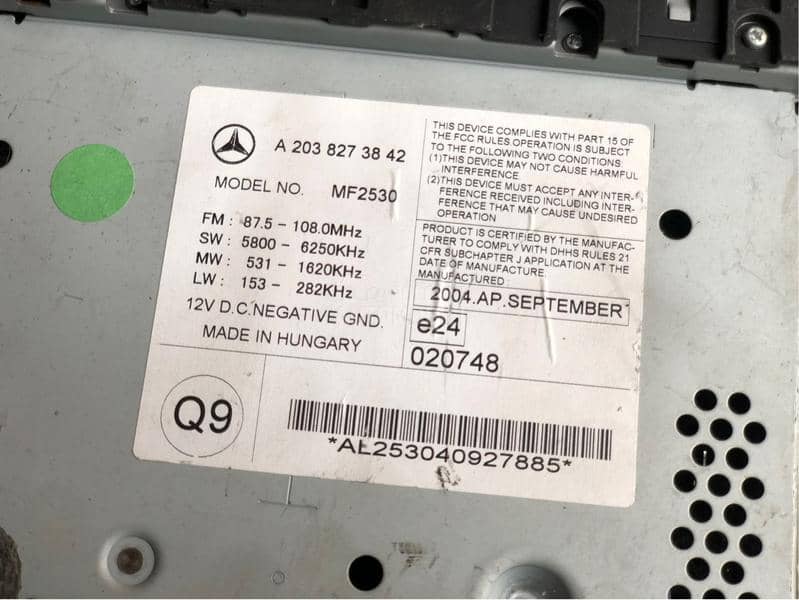 A 203 827 38 42
MODEL NO. MF2530
FM : 87.5 - 108.0MHz
SW : 5800 - 6250KHz
MW : 531 - 1620KHz
LW : 153 - 282KHz
12V D.C.NEGATIVE GND.
MADE IN HUNGARY
THIS DEVICE COMPLIES WITH PART 15 OF
THE FCC RULES OPERATION IS SUBJECT
TO THE FOLLOWING TWO CONDITIONS:
(1)THIS DEVICE MAY NOT CAUSE HARMFUL
INTERFERENCE.
(2)THIS DEVICE MUST ACCEPT ANY INTER-
FERENCE RECEIVED INCLUDING INTER-
FERENCE THAT MAY CAUSE UNDESIRED
OPERATION
PRODUCT IS CERTIFIED BY THE MANUFAC-
TURER TO COMPLY WITH DHHS RULES 21
CFR SUBCHAPTER J APPLICATION AT THE
DATE OF MANUFACTURE.
MANUFACTURED:
2004.AP.SEPTEMBER
e24
020748
Q9
*AL253040927885*